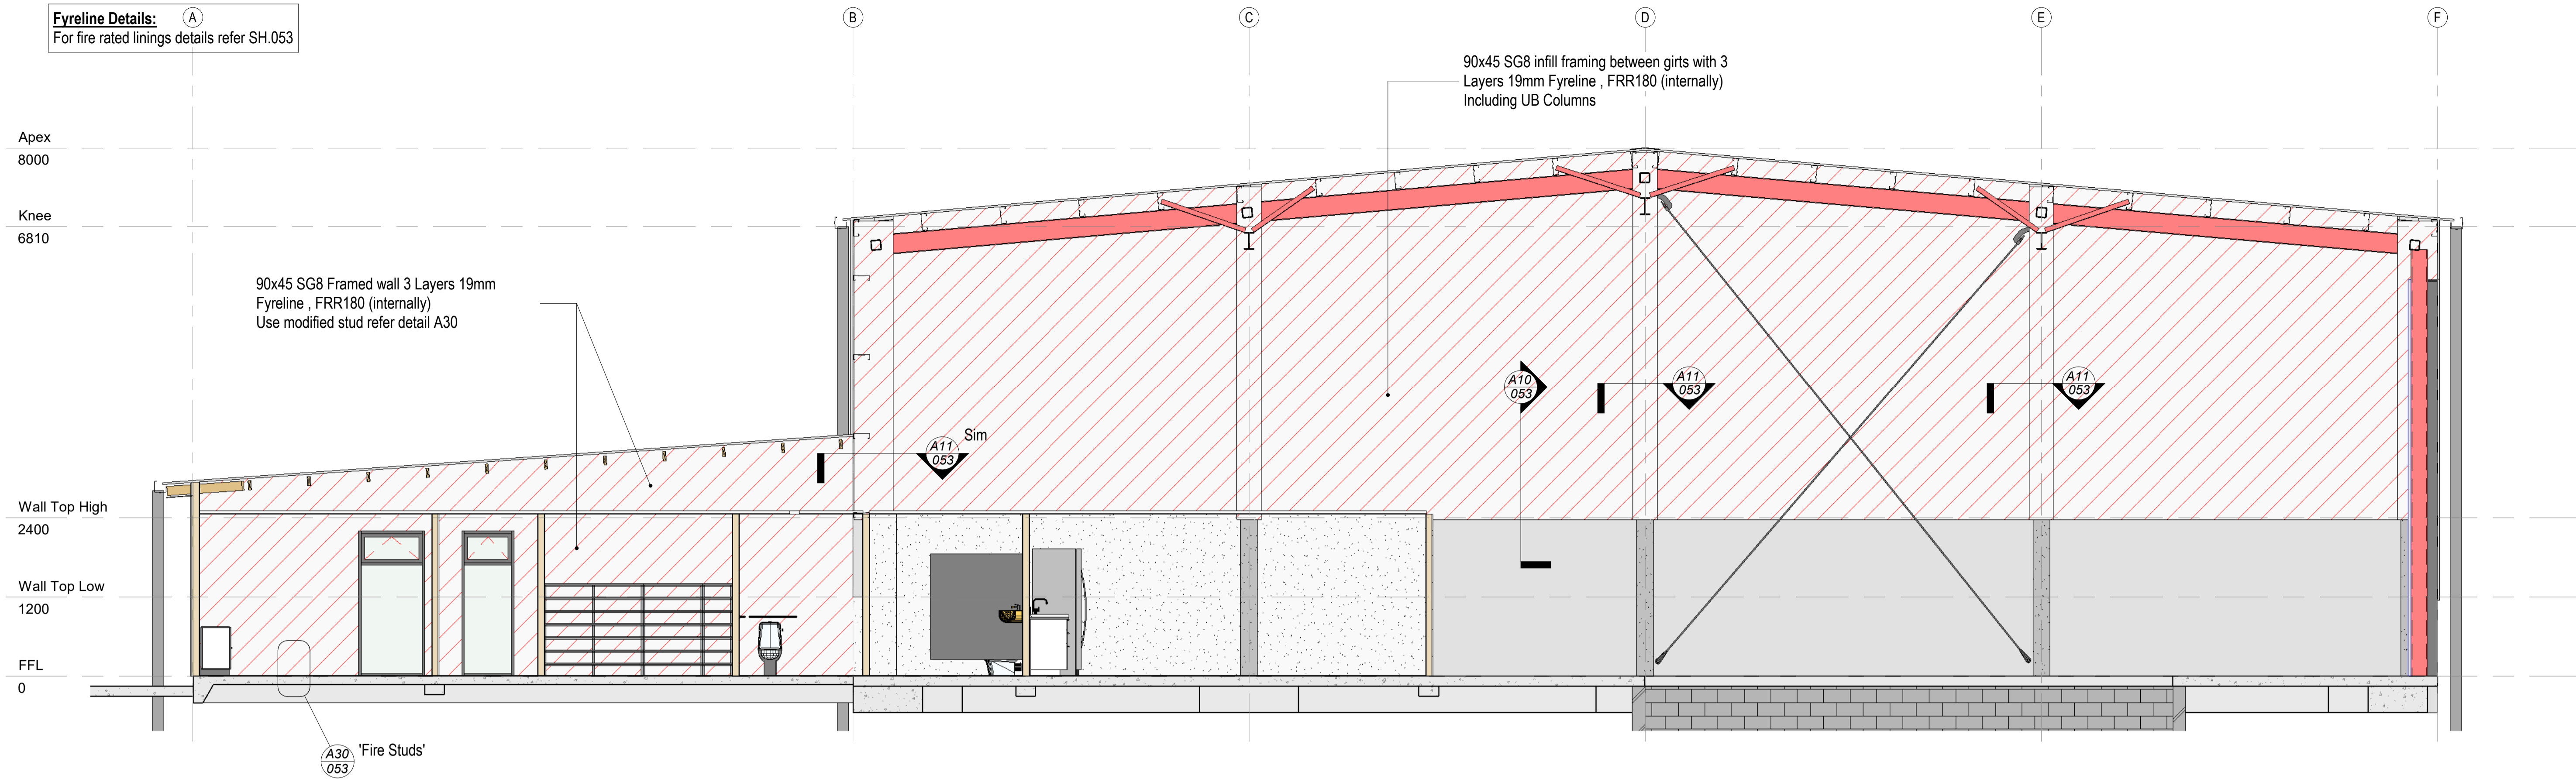 Fyreline Details:
For fire rated linings details refer SH.053
A
B
C
D
E
F
90x45 SG8 infill framing between girts with 3
Layers 19mm Fyreline , FRR180 (internally)
Including UB Columns
Apex
8000
Knee
6810
90x45 SG8 Framed wall 3 Layers 19mm
Fyreline , FRR180 (internally)
Use modified stud refer detail A30
A10
053
A11
053
A11
053
Sim
A11
053
Wall Top High
2400
Wall Top Low
1200
FFL
0
'Fire Studs'
A30
053